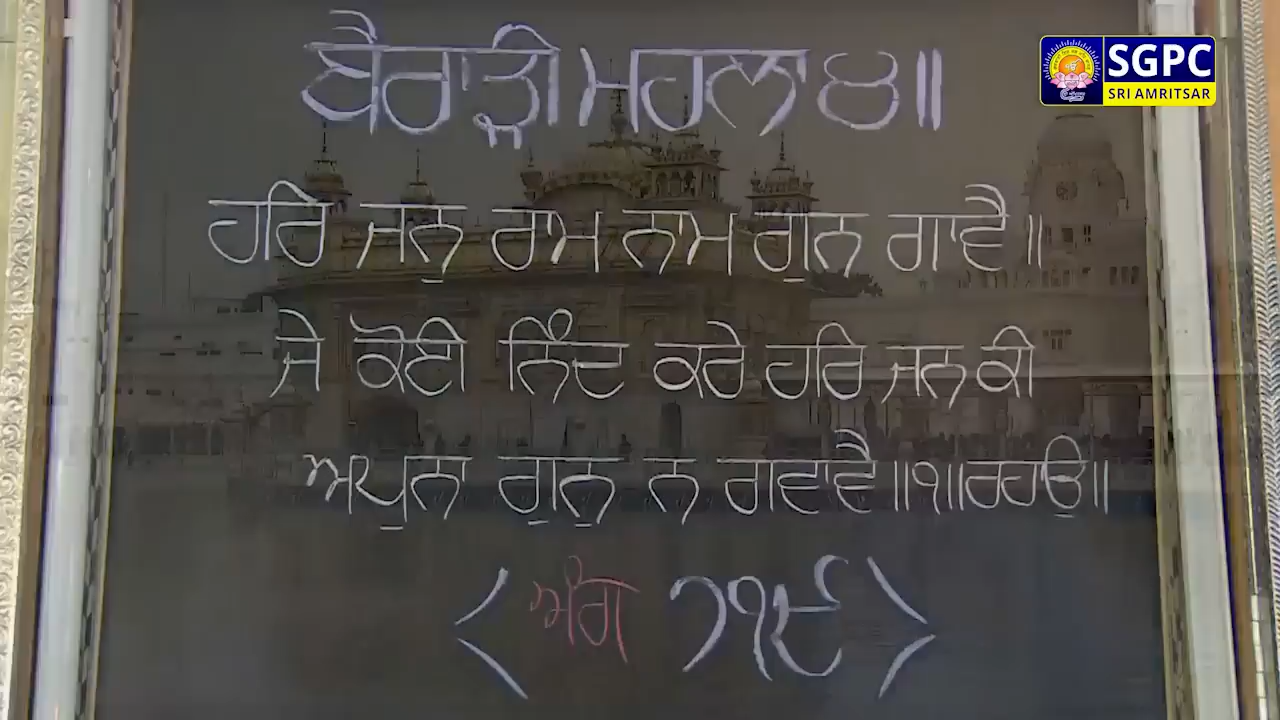 SGPC
SRI AMRITSAR
ਬੈਰਾੜੀ ਮਹਲਾ ੪॥
ਹਰਿ ਜਨੁ ਰਾਮ ਨਾਮ ਗੁਨ ਗਾਵੈ॥
ਜੇ ਕੋਈ ਨਿੰਦ ਕਰੇ ਹਰਿ ਜਨ ਕੀ
ਅਪੁਨਾ ਗੁਨੁ ਨ ਗਵਾਵੈ॥੧॥ਰਹਾਉ॥
<ਅੰਗ ੭੧੯>